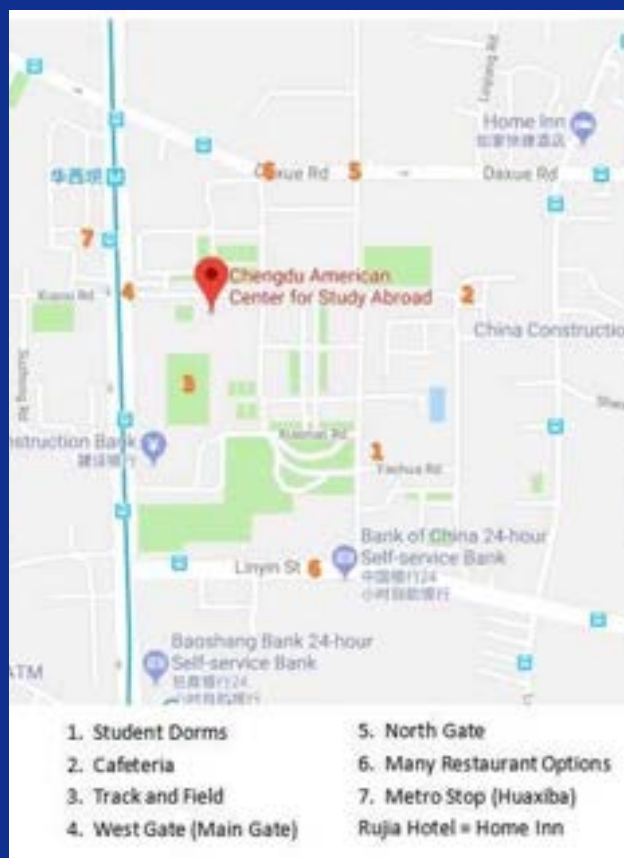 Home Inn
如家快捷酒店
华西坝
6
Daxue Rd
5
Daxue Rd
7
4
Chengdu American
Center for Study Abroad
2
China Constructio
3
1
nstruction Bank
建设银行
Bank of China 24-hour
Self-service Bank
中国银行24
小时自助银行
Linyin St
6
Baoshang Bank 24-hour
Self-service Bank
ATM
1. Student Dorms
2. Cafeteria
3. Track and Field
4. West Gate (Main Gate)
5. North Gate
6. Many Restaurant Options
7. Metro Stop (Huaxiba)
Rujia Hotel = Home Inn